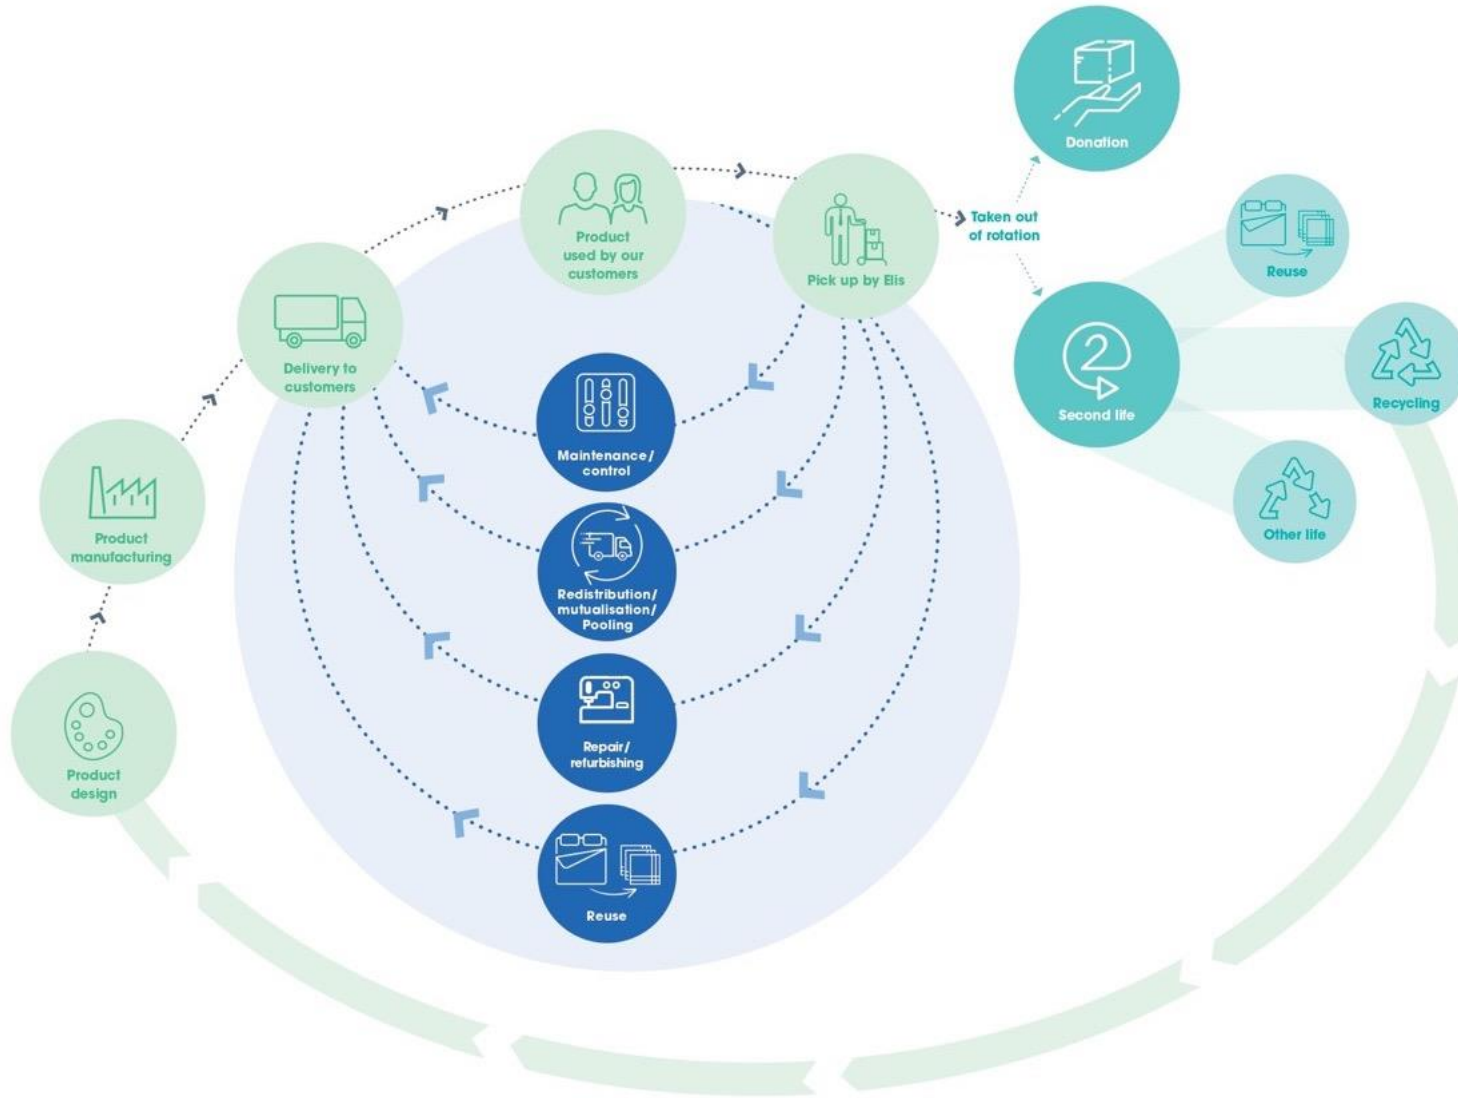 Donation
Product
used by our
customers
Pick up by Elis
Taken out
of rotation
Reuse
Delivery to
customers
2
Second life
Recycling
Maintenance/
control
Product
manufacturing
Other life
Redistribution/
mutualisation/
Pooling
Repair/
refurbishing
Product
design
Reuse